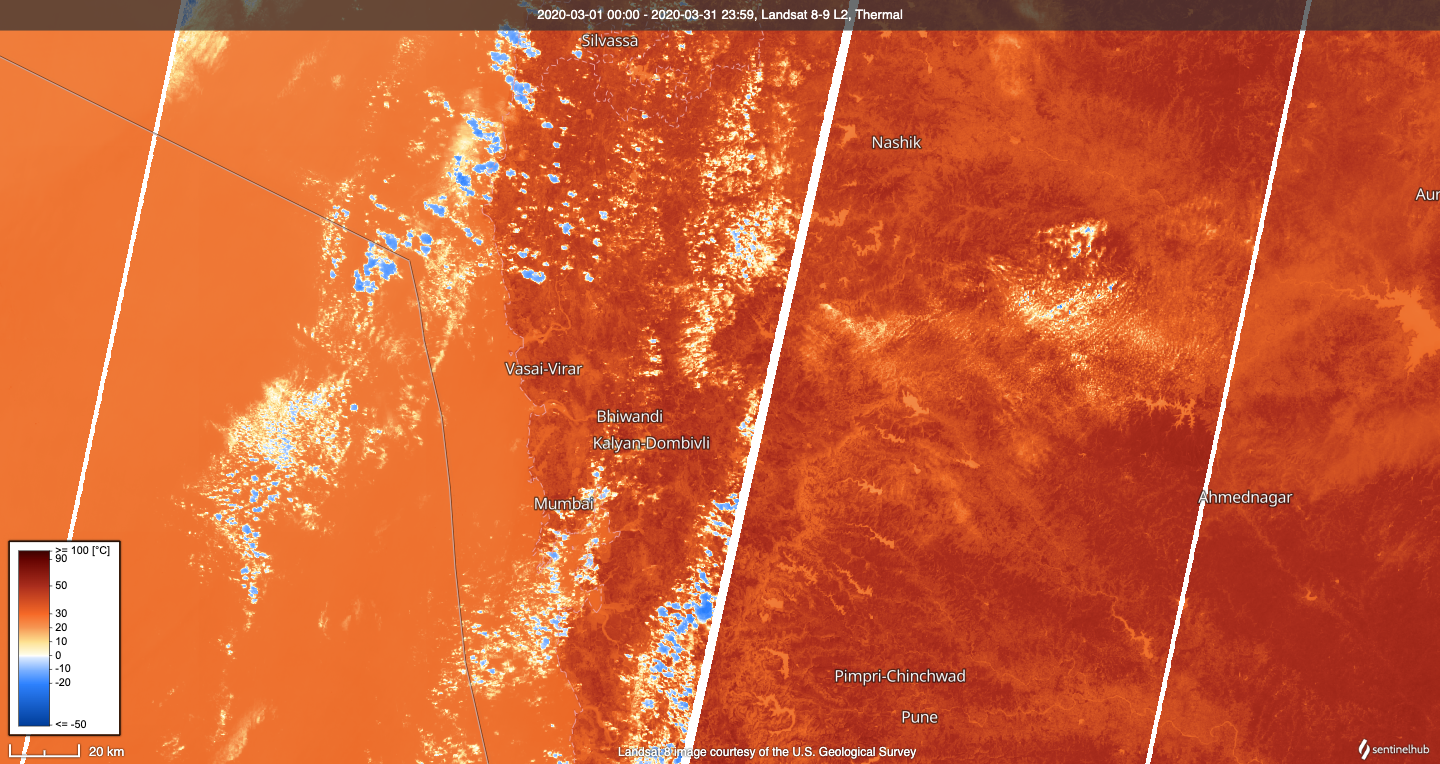 2020-03-01 00:00 - 2020-03-31 23:59, Landsat 8-9 L2, Thermal
Silvassa
Nashik
Aur
Vasai-Virar
Bhiwandi
Kalyan-Dombivli
Mumbai
Ahmednagar
>= 100 [°C]
90
50
30
20
10
0
-10
-20
<= -50
Pimpri-Chinchwad
Pune
20 km
Landsat 8 image courtesy of the U.S. Geological Survey
sentinelhub